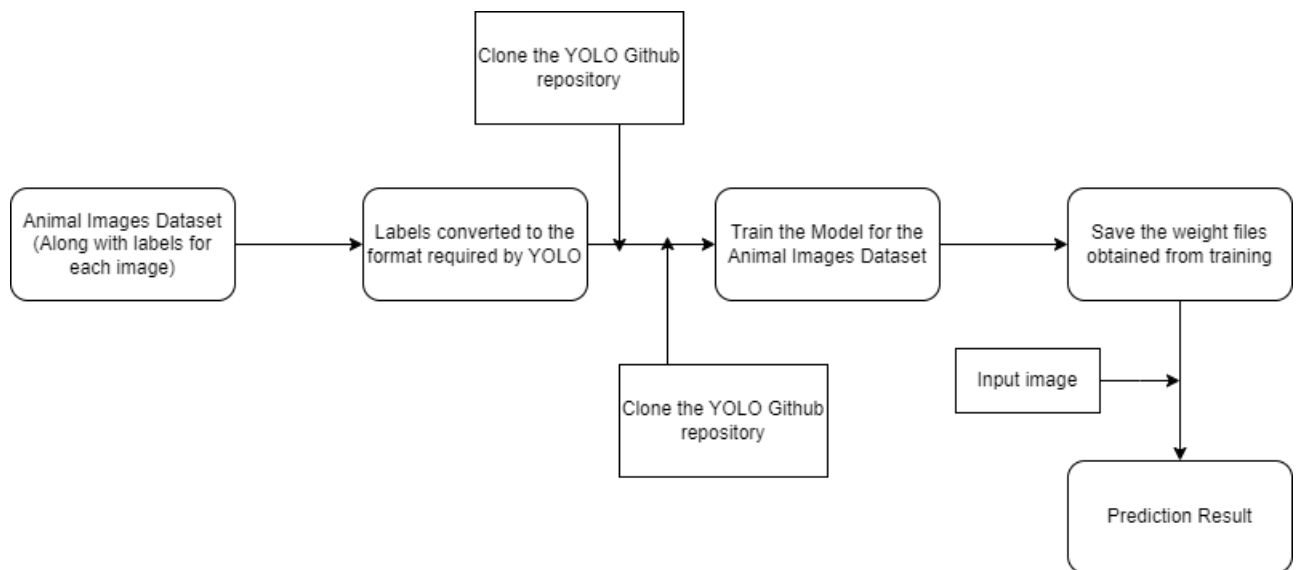 Clone the YOLO Github
repository
Animal Images Dataset
(Along with labels for
each image)
Labels converted to the
format required by YOLO
Train the Model for the
Animal Images Dataset
Save the weight files
obtained from training
Input image
Clone the YOLO Github
repository
Prediction Result